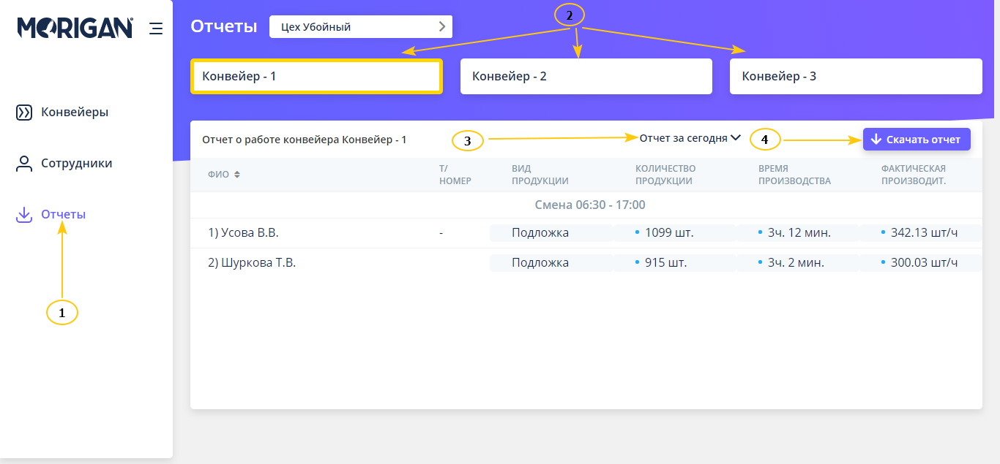 MORIGAN
Отчеты
Цех Убойный
2
Конвейер - 1
Конвейер - 2
Конвейер - 3
Конвейеры
Сотрудники
Отчеты
1
Отчет о работе конвейера Конвейер - 1
3
Отчет за сегодня
4
Скачать отчет
ФИО
Т/
НОМЕР
ВИД
ПРОДУКЦИИ
КОЛИЧЕСТВО
ПРОДУКЦИИ
ВРЕМЯ
ПРОИЗВОДСТВА
ФАКТИЧЕСКАЯ
ПРОИЗВОДИТ.
Смена 06:30 - 17:00
1) Усова В.В. - Подложка • 1099 шт. • 3ч. 12 мин. • 342.13 шт/ч
2) Шуркова Т.В. Подложка • 915 шт. • 3ч. 2 мин. • 300.03 шт/ч